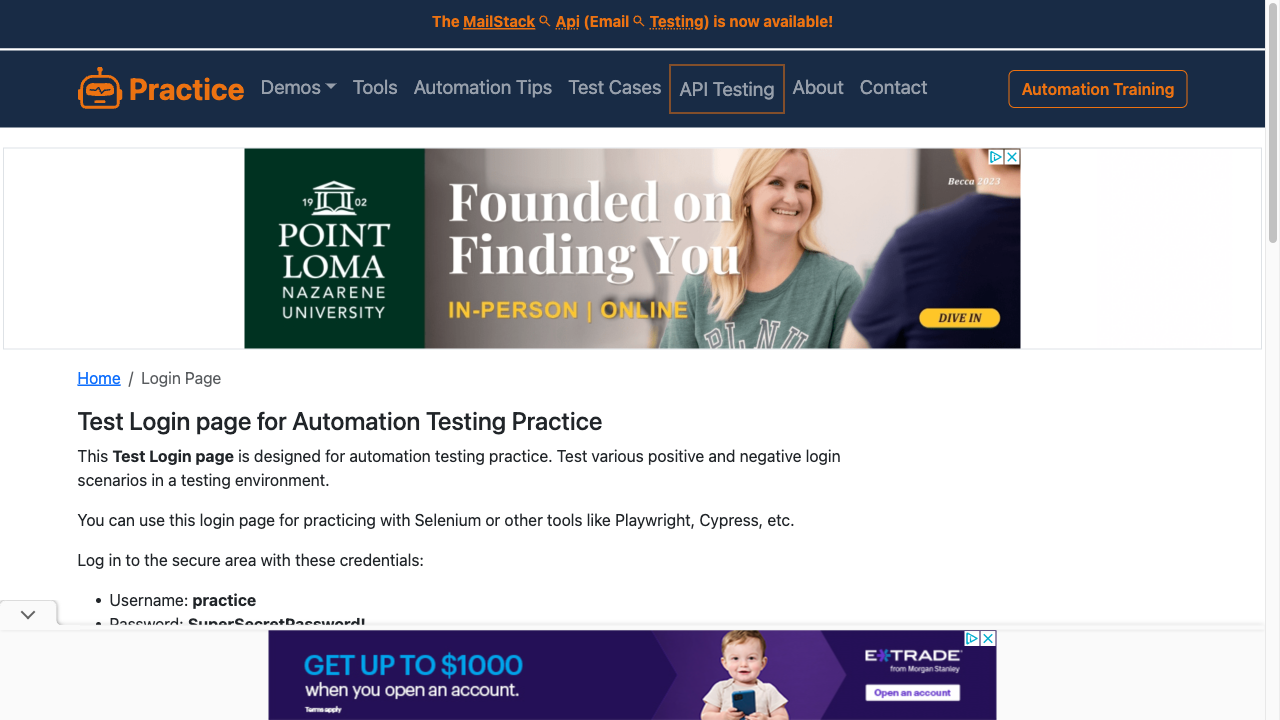 The MailStack Api (Email Testing) is now available!
Practice
Demos
Tools
Automation Tips
Test Cases
API Testing
About
Contact
Automation Training
19 02
POINT
LOMA
NAZARENE
UNIVERSITY
Founded on
Finding You
IN-PERSON | ONLINE
Becca 2023
PLNU
DIVE IN
Home / Login Page
Test Login page for Automation Testing Practice
This Test Login page is designed for automation testing practice. Test various positive and negative login
scenarios in a testing environment.
You can use this login page for practicing with Selenium or other tools like Playwright, Cypress, etc.
Log in to the secure area with these credentials:
• Username: practice
• Password: SuperSecretPassword!
GET UP TO $1000
when you open an account.
Terms apply
E*TRADE
from Morgan Stanley
Open an account